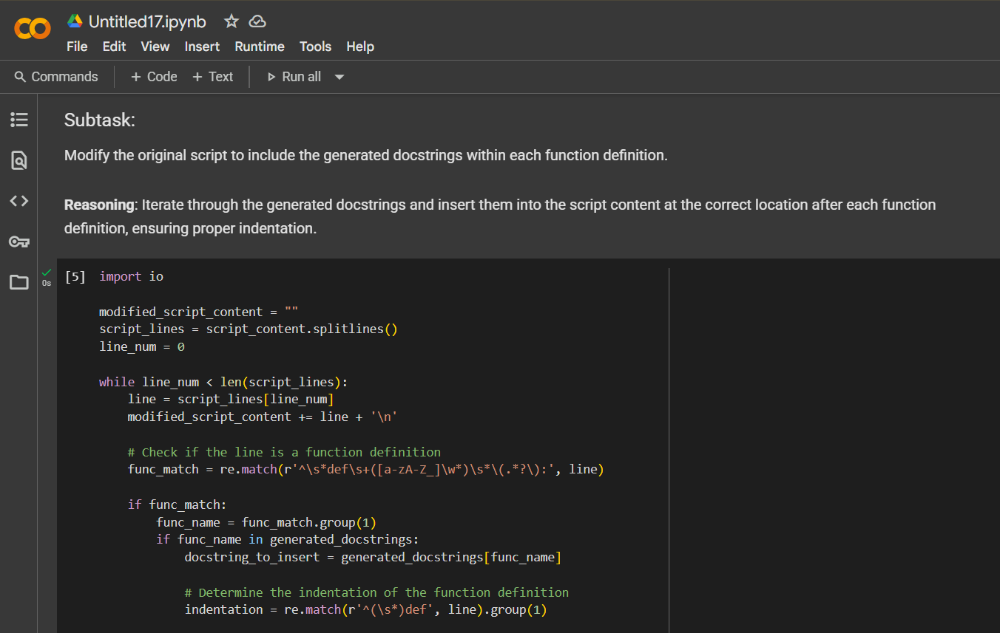 Untitled17.ipynb
File Edit View Insert Runtime Tools Help
Commands + Code + Text Run all
Subtask:
Modify the original script to include the generated docstrings within each function definition.
Reasoning: Iterate through the generated docstrings and insert them into the script content at the correct location after each function
definition, ensuring proper indentation.
0s
[5] import io
modified_script_content = ""
script_lines = script_content.splitlines()
line_num = 0
while line_num < len(script_lines):
    line = script_lines[line_num]
    modified_script_content += line + '\n'
    # Check if the line is a function definition
    func_match = re.match(r'^\s*def\s+([a-zA-Z_]\w*)\s*\(.*?\):', line)
    if func_match:
        func_name = func_match.group(1)
        if func_name in generated_docstrings:
            docstring_to_insert = generated_docstrings[func_name]
            # Determine the indentation of the function definition
            indentation = re.match(r'^(\s*)def', line).group(1)